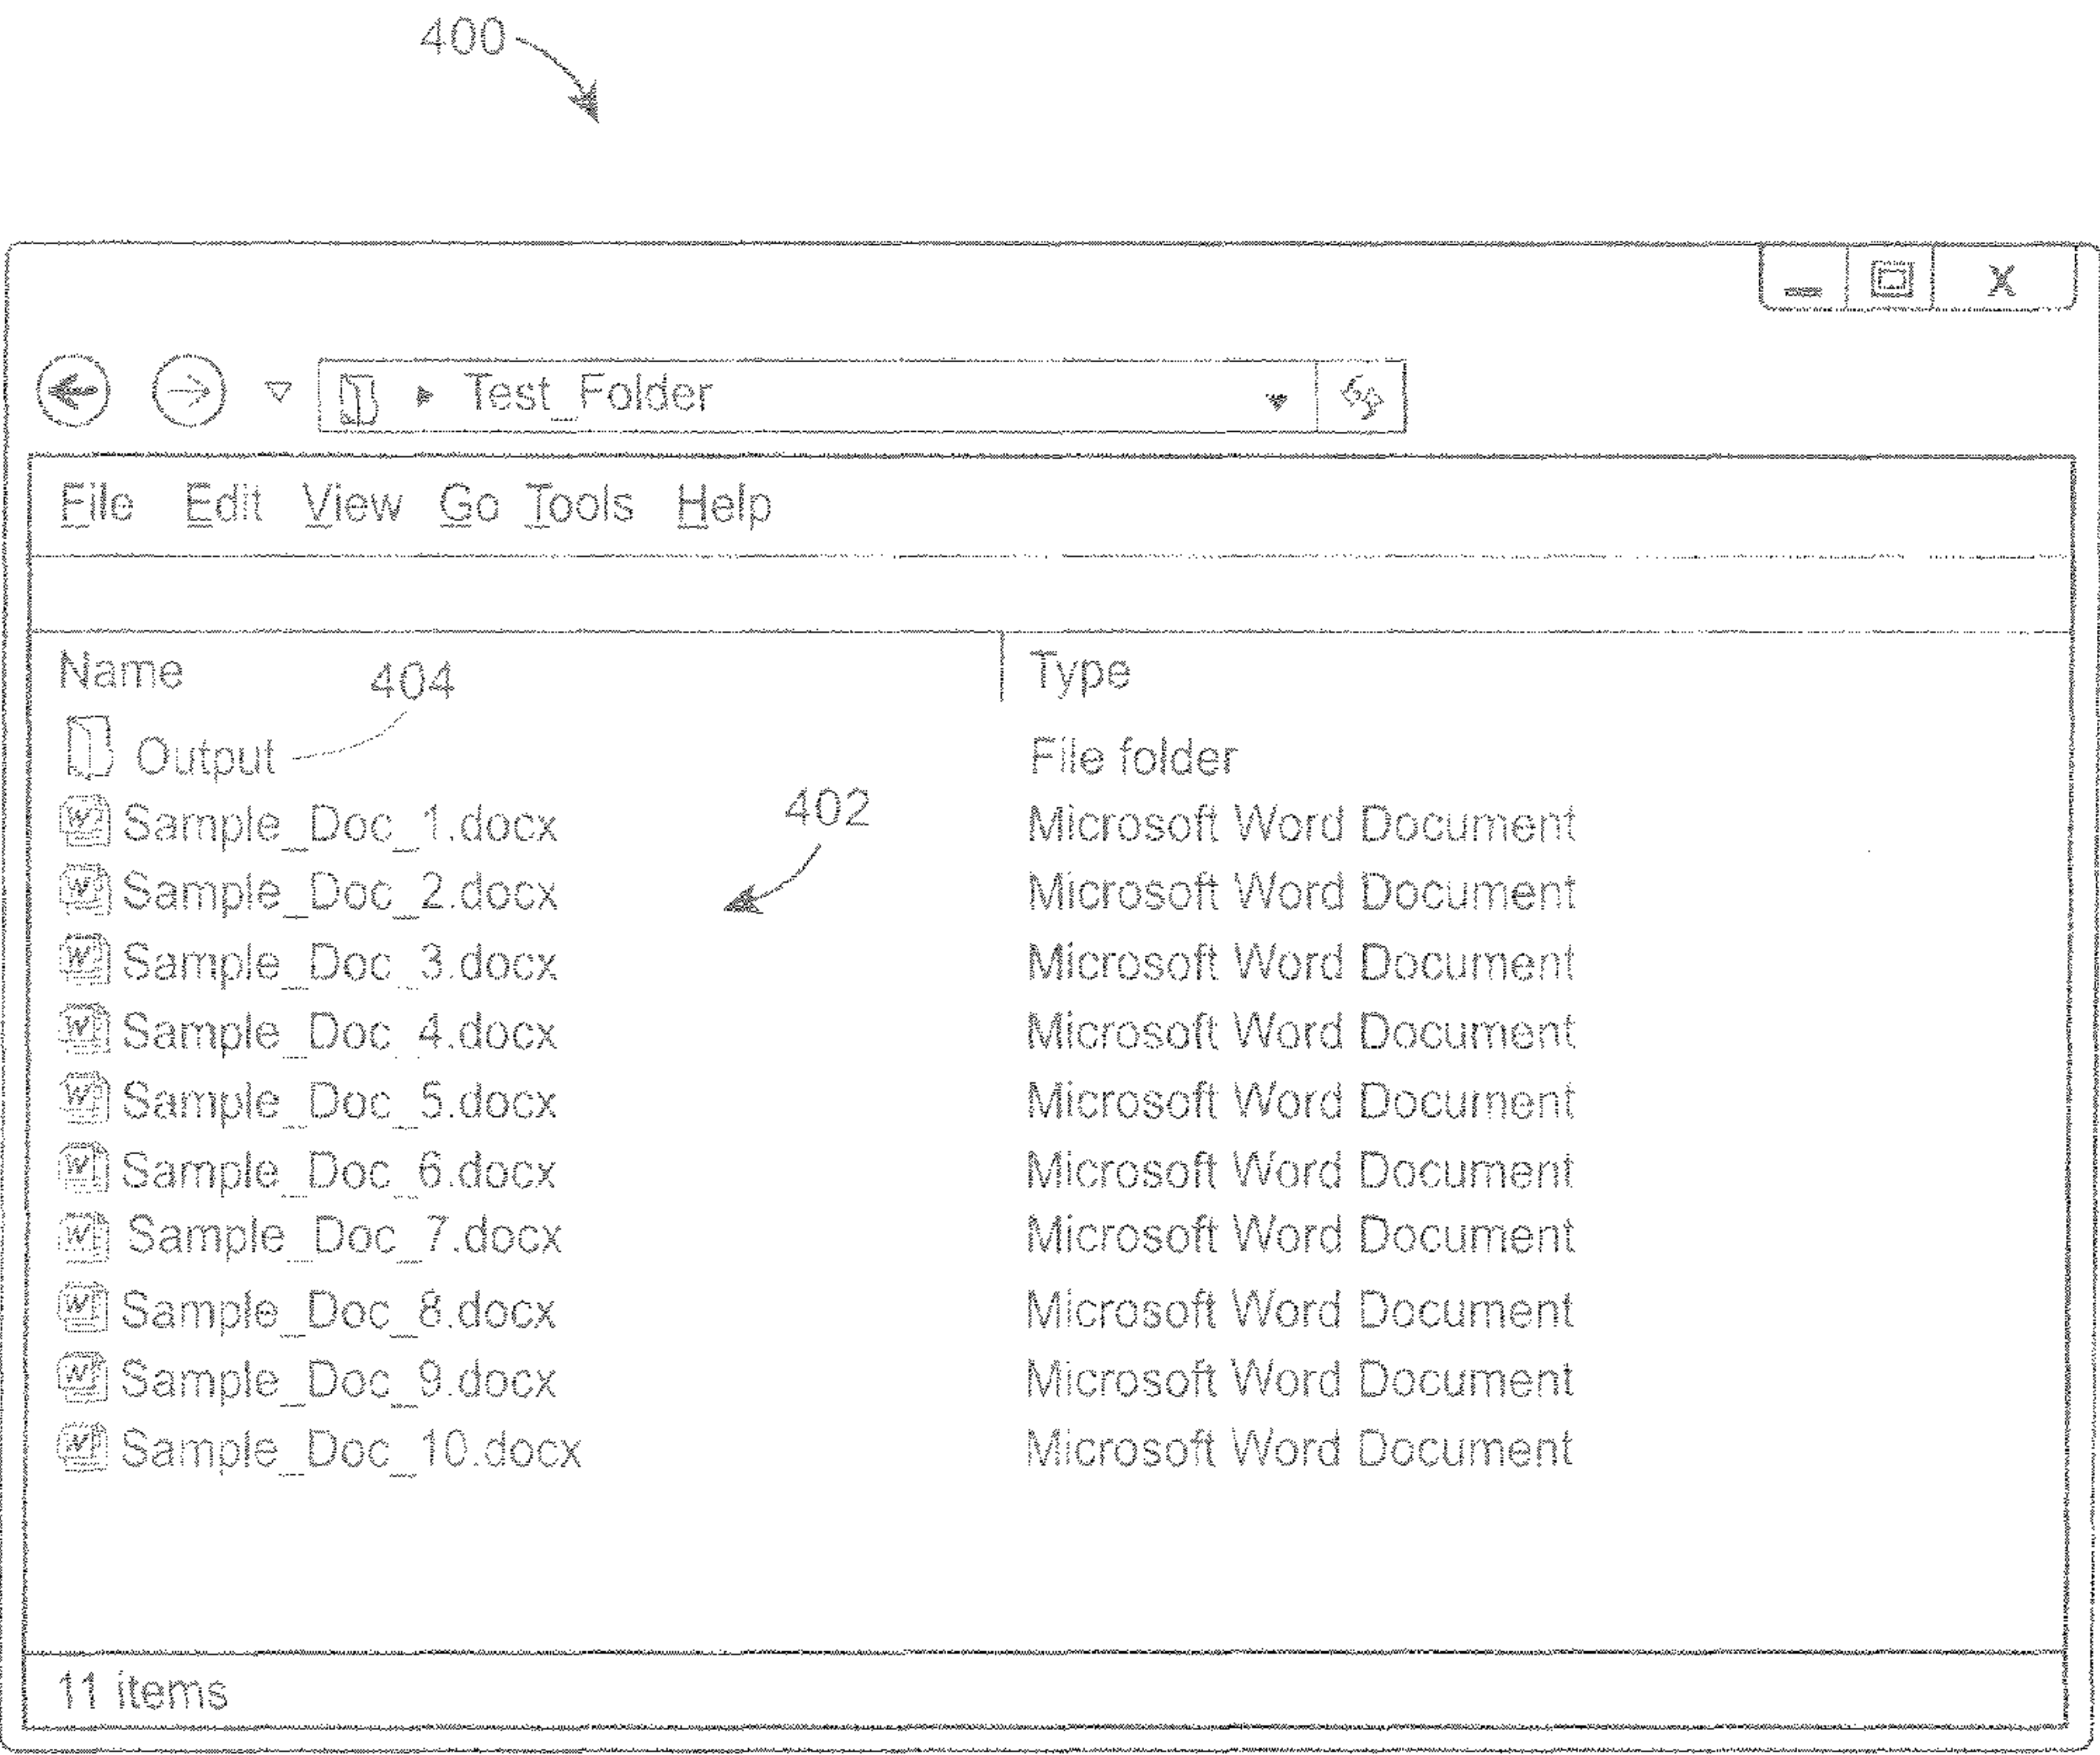 400
X
Test_Folder
File Edit View Go Tools Help
Name Type
404
Output File folder
402
Sample_Doc_1.docx Microsoft Word Document
Sample_Doc_2.docx Microsoft Word Document
Sample_Doc_3.docx Microsoft Word Document
Sample_Doc_4.docx Microsoft Word Document
Sample_Doc_5.docx Microsoft Word Document
Sample_Doc_6.docx Microsoft Word Document
Sample_Doc_7.docx Microsoft Word Document
Sample_Doc_8.docx Microsoft Word Document
Sample_Doc_9.docx Microsoft Word Document
Sample_Doc_10.docx Microsoft Word Document
11 items